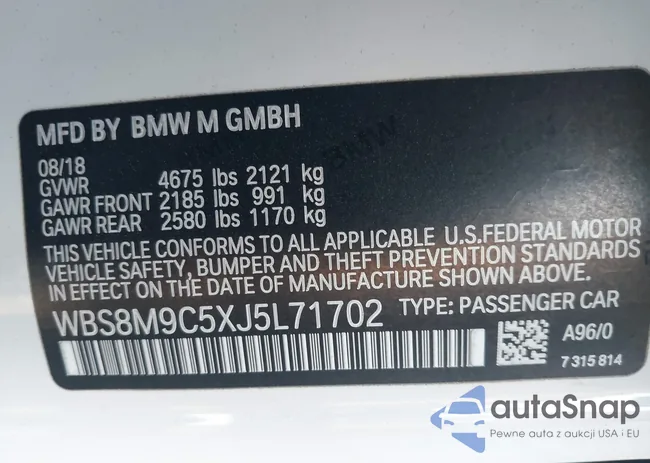 MFD BY BMW M GMBH
08/18
GVWR 4675 lbs 2121 kg
GAWR FRONT 2185 lbs 991 kg
GAWR REAR 2580 lbs 1170 kg
THIS VEHICLE CONFORMS TO ALL APPLICABLE U.S.FEDERAL MOTOR
VEHICLE SAFETY, BUMPER AND THEFT PREVENTION STANDARDS
IN EFFECT ON THE DATE OF MANUFACTURE SHOWN ABOVE.
WBS8M9C5XJ5L71702 TYPE: PASSENGER CAR
A96/0
7 315 814
autaSnap
Pewne auta z aukcji USA i EU